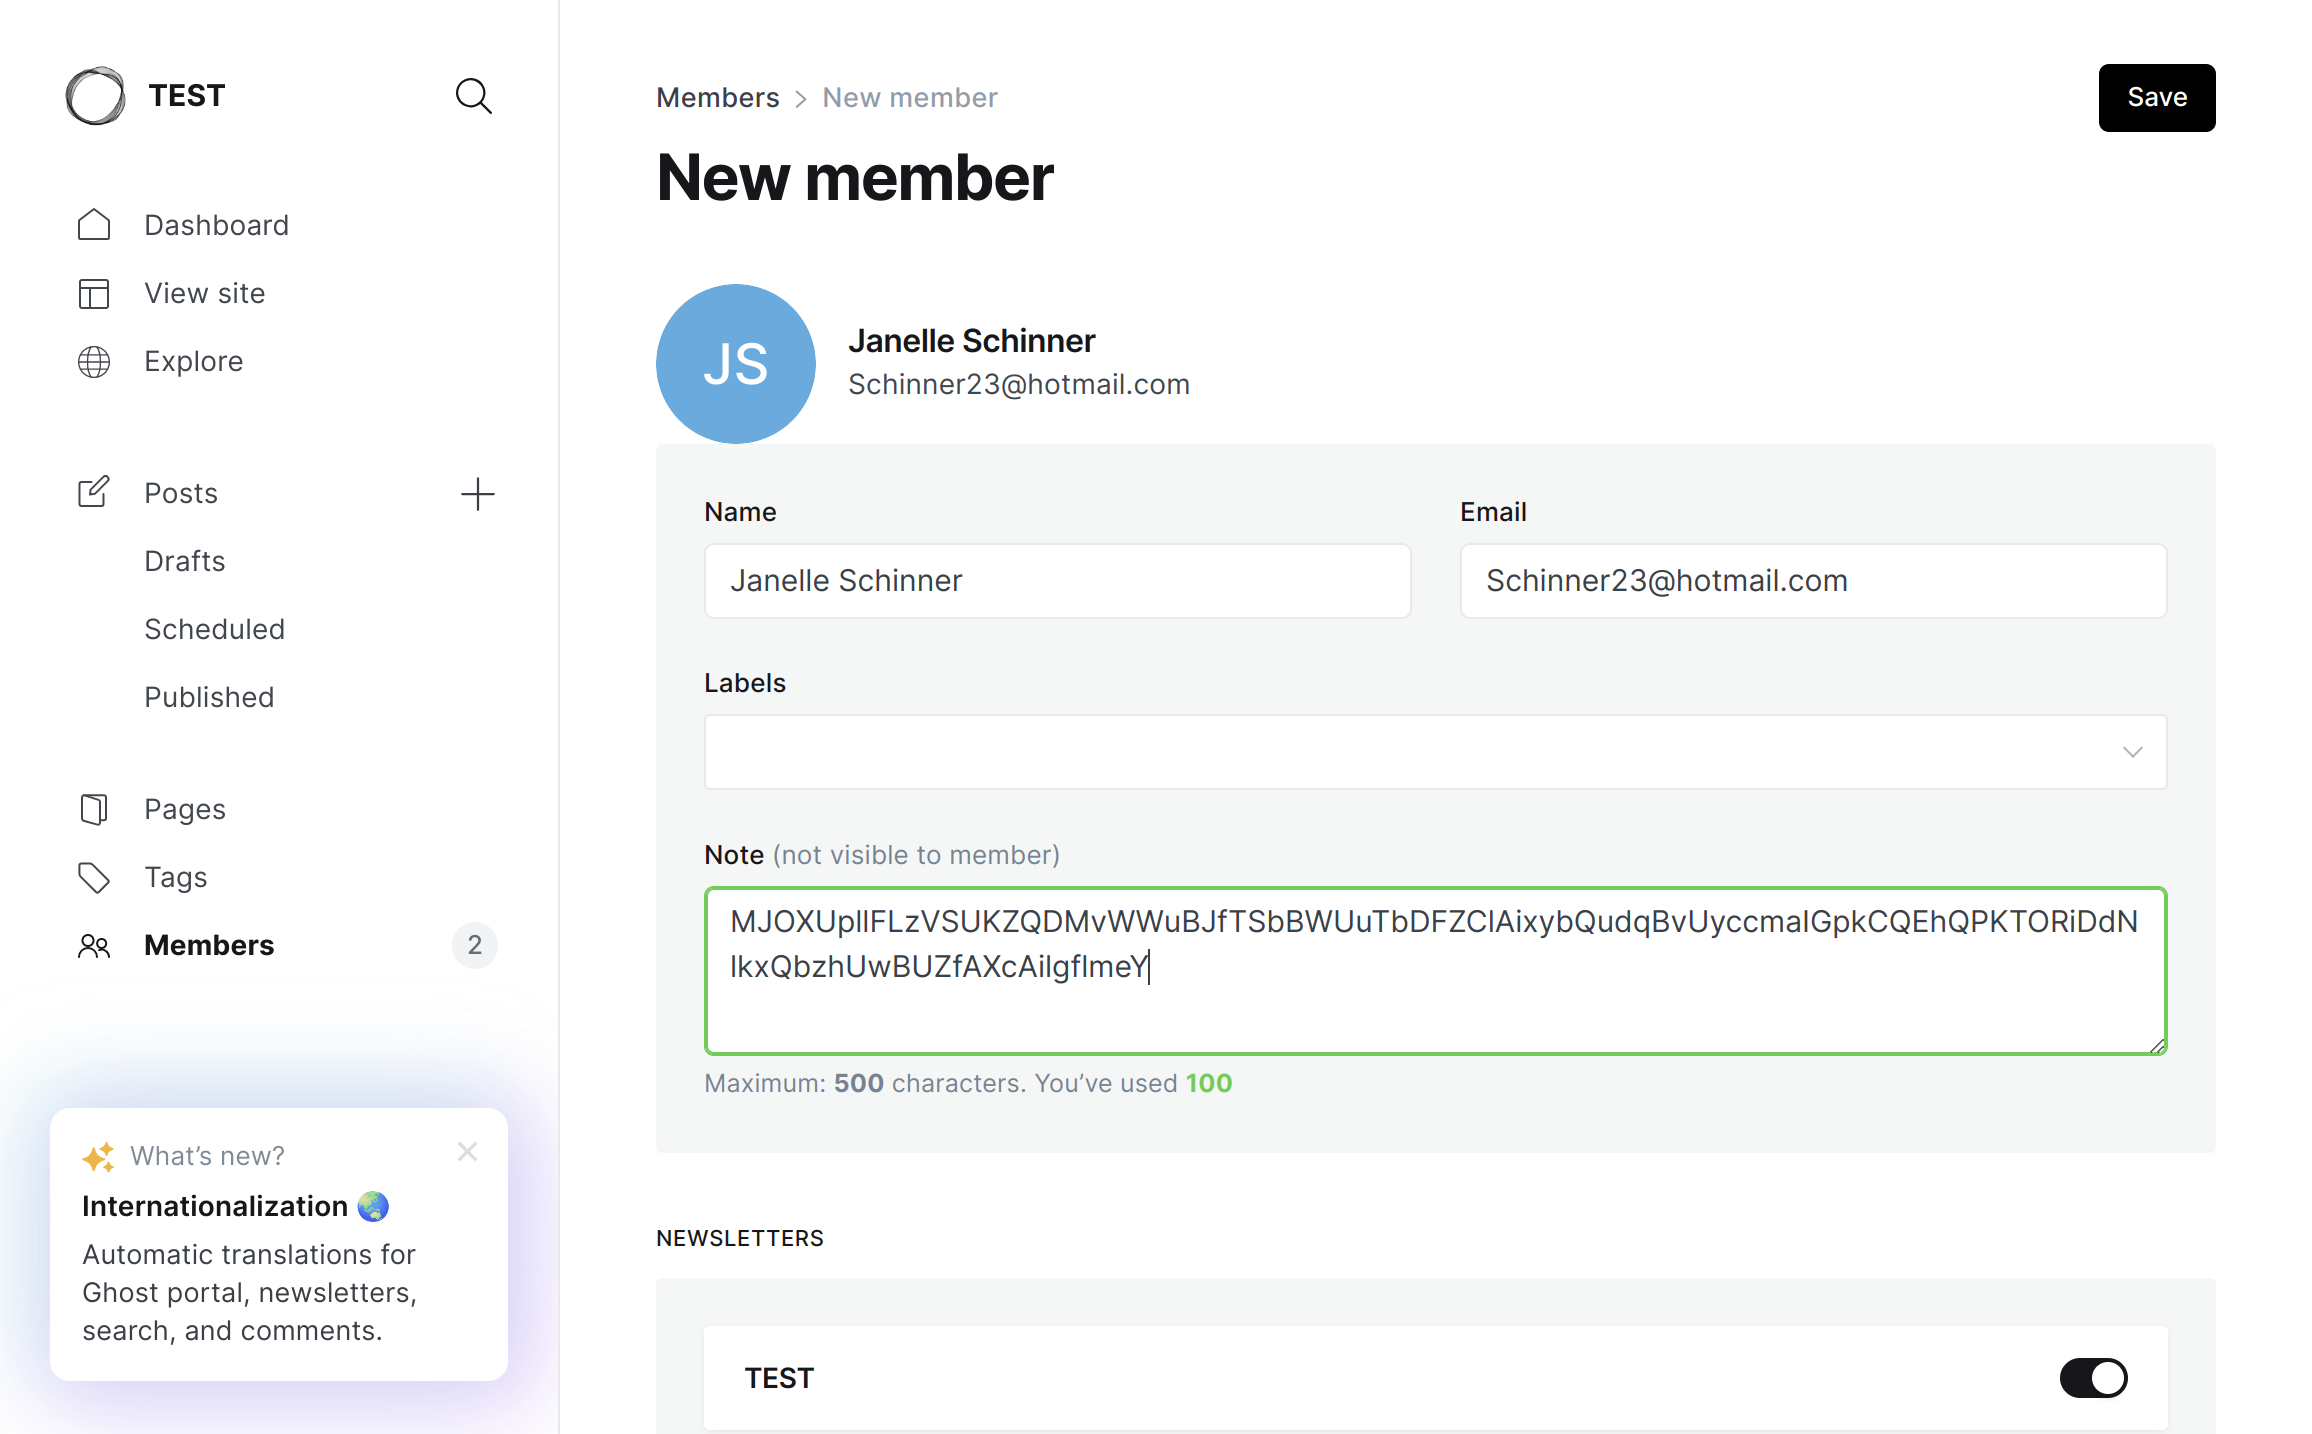 TEST
Dashboard
View site
Explore
Posts
Drafts
Scheduled
Published
Pages
Tags
Members
2
What’s new?
Internationalization 🌏
Automatic translations for
Ghost portal, newsletters,
search, and comments.
Members > New member
Save
New member
JS
Janelle Schinner
Schinner23@hotmail.com
Name
Janelle Schinner
Email
Schinner23@hotmail.com
Labels
Note (not visible to member)
Maximum: 500 characters. You’ve used 100
NEWSLETTERS
TEST